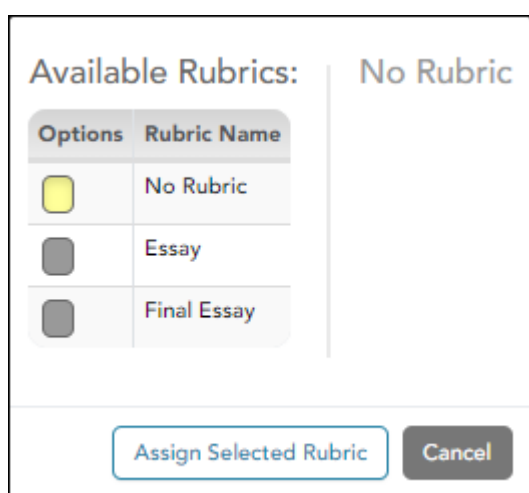 Available Rubrics:
No Rubric
Options Rubric Name
No Rubric
Essay
Final Essay
Assign Selected Rubric
Cancel